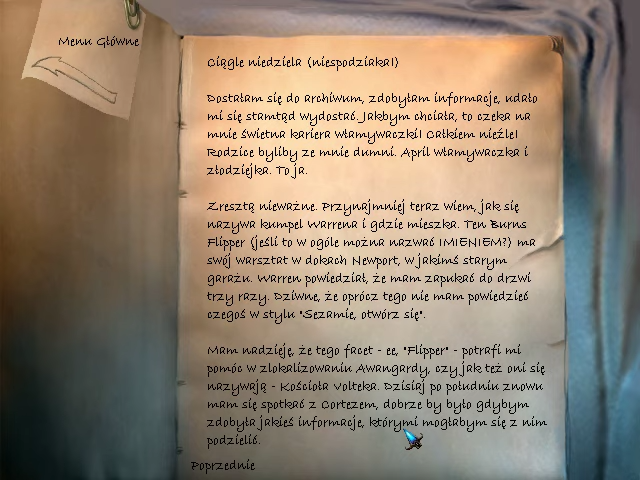 Menu Główne
Ciągle niedziela (niespodzianka!)
Dostałam się do archiwum, zdobyłam informacje, udało
mi się stamtąd wydostać. Jakbym chciała, to czeka na
mnie świetna kariera włamywaczki! Całkiem nieźle!
Rodzice byliby ze mnie dumni. April włamywaczka i
złodziejka. To ja.
Zresztą nieważne. Przynajmniej teraz wiem, jak się
nazywa kumpel Warrena i gdzie mieszka. Ten Burns
Flipper (jeśli to w ogóle można nazwać IMIENIEM?) ma
swój warsztat w dokach Newport, w jakimś starym
garażu. Warren powiedział, że mam zapukać do drzwi
trzy razy. Dziwne, że oprócz tego nie mam powiedzieć
czegoś w stylu "Sezamie, otwórz się".
Mam nadzieję, że tego facet - ee, "Flipper" - potrafi mi
pomóc w zlokalizowaniu Awangardy, czy jak też oni się
nazywają - Kościoła Volteka. Dzisiaj po południu znowu
mam się spotkać z Cortezem, dobrze by było gdybym
zdobyła jakieś informacje, którymi mogłabym się z nim
podzielić.
Poprzednie